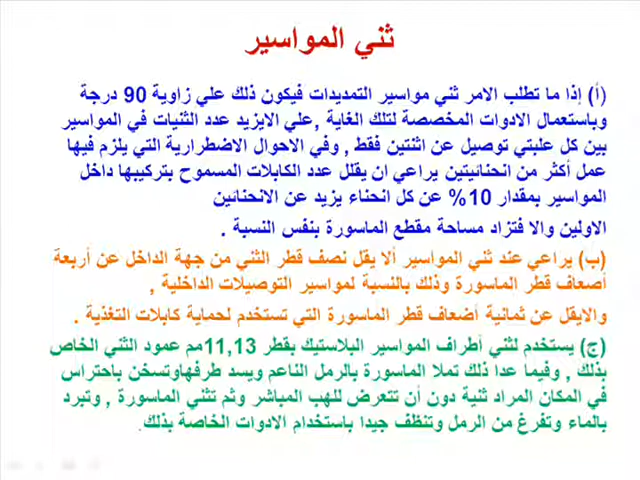 ثني المواسير
(أ) إذا ما تطلب الامر ثني مواسير التمديدات فيكون ذلك علي زاوية 90 درجة
وباستعمال الادوات المخصصة لتلك الغاية ,علي الايزيد عدد الثنيات في المواسير
بين كل علبتي توصيل عن اثنتين فقط , وفي الاحوال الاضطرارية التي يلزم فيها
عمل أكثر من انحنائيتين يراعي ان يقلل عدد الكابلات المسموح بتركيبها داخل
المواسير بمقدار 10% عن كل انحناء يزيد عن الانحنائين
الاولين والا فتزاد مساحة مقطع الماسورة بنفس النسبة .
(ب) يراعي عند ثني المواسير ألا يقل نصف قطر الثني من جهة الداخل عن أربعة
أصعاف قطر الماسورة وذلك بالنسبة لمواسير التوصيلات الداخلية ,
والايقل عن ثمانية أضعاف قطر الماسورة التي تستخدم لحماية كابلات التغذية .
(ج) يستخدم لثني أطراف المواسير البلاستيك بقطر 11,13مم عمود الثني الخاص
بذلك , وفيما عدا ذلك تملا الماسورة بالرمل الناعم ويسد طرفهاوتسخن باحتراس
في المكان المراد ثنية دون أن تتعرض للهب المباشر وثم تثني الماسورة , وتبرد
بالماء وتفرغ من الرمل وتنظف جيدا باستخدام الادوات الخاصة بذلك.